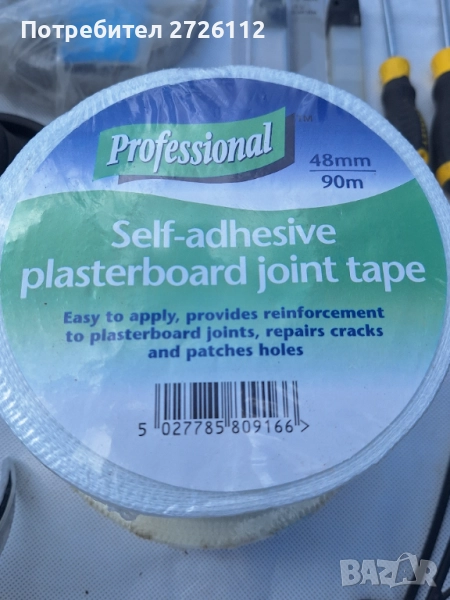 Потребител 2726112
Professional
48mm
90m
Self-adhesive
plasterboard joint tape
Easy to apply, provides reinforcement
to plasterboard joints, repairs cracks
and patches holes
5 027785 809166 >
BAZAR